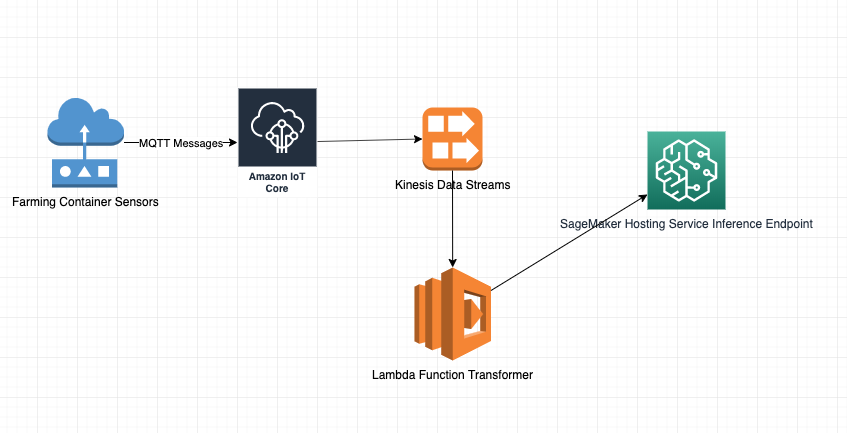 MQTT Messages
Farming Container Sensors
Amazon IoT
Core
Kinesis Data Streams
SageMaker Hosting Service Inference Endpoint
Lambda Function Transformer